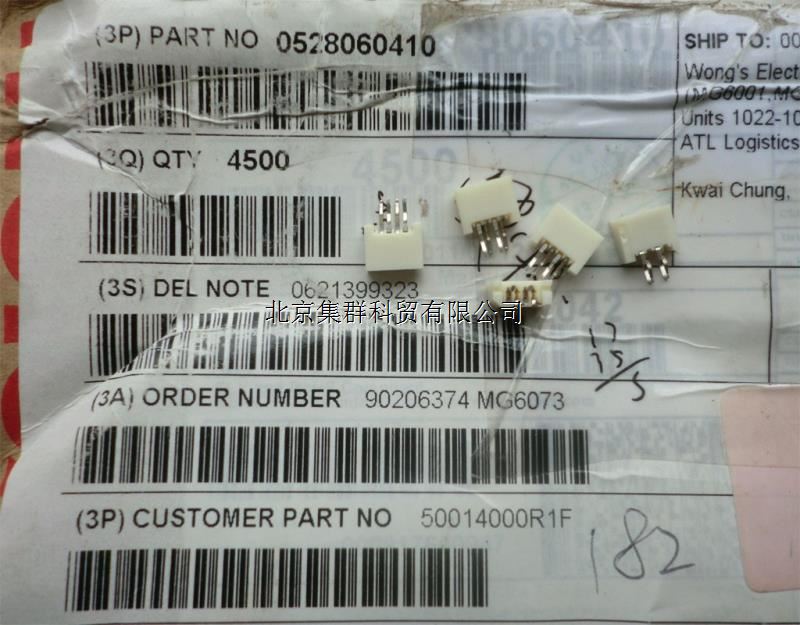 (3P) PART NO 0528060410
SHIP TO: 00
Wong's Elect
(MG6001,MG
Units 1022-10
ATL Logistics
Kwai Chung,
(3Q) QTY 4500
(3S) DEL NOTE 0621399323
北京集群科贸有限公司
(3A) ORDER NUMBER 90206374 MG6073
(3P) CUSTOMER PART NO 50014000R1F
182